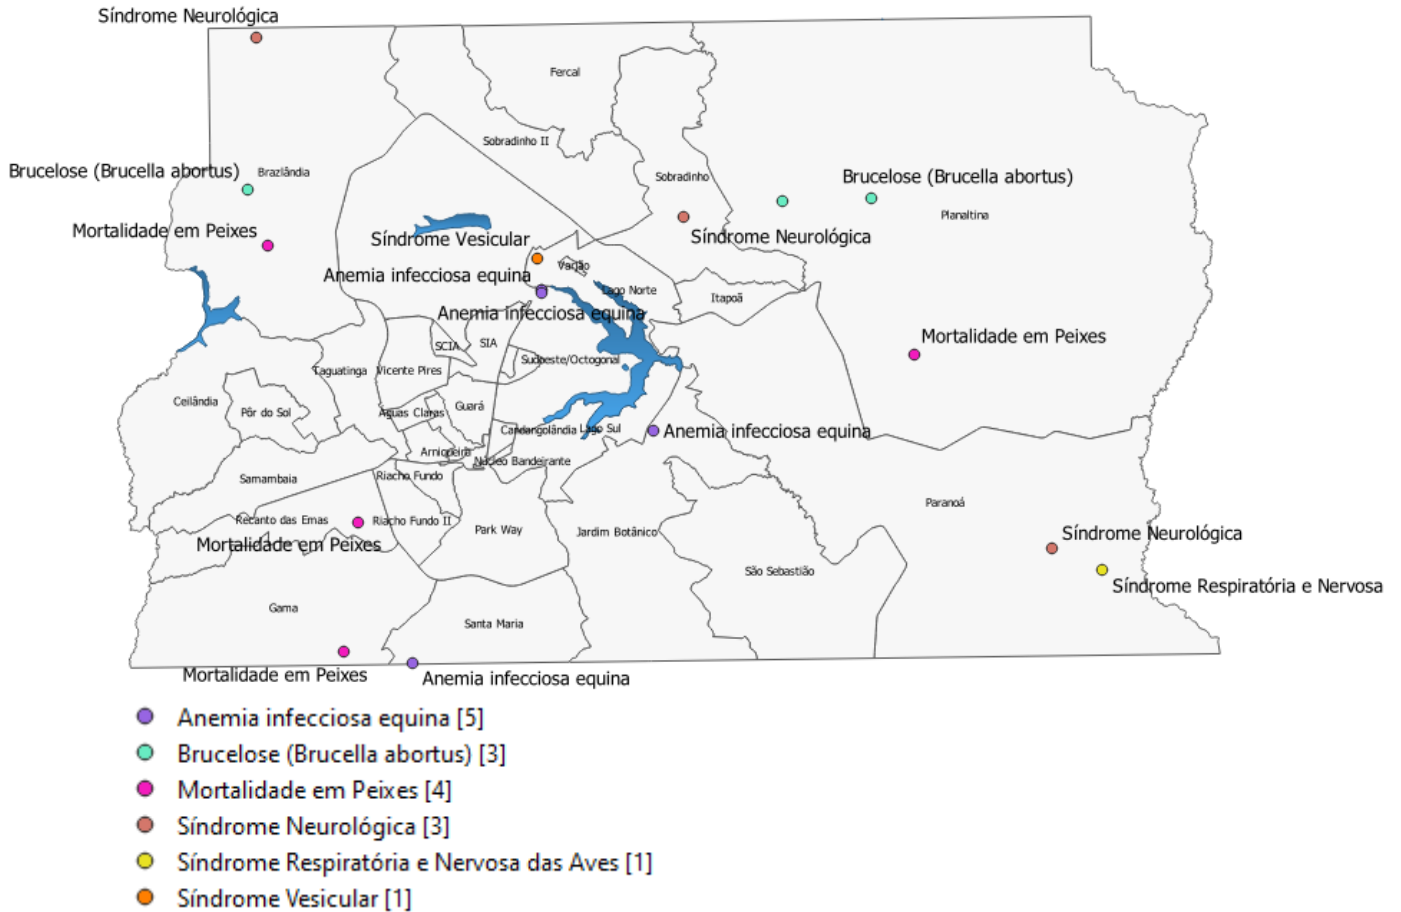 Síndrome Neurológica
Fercal
Sobradinho II
Brucelose (Brucella abortus)
Brazlândia
Sobradinho
Brucelose (Brucella abortus)
Planaltina
Mortalidade em Peixes
Síndrome Vesicular
Síndrome Neurológica
Varjão
Anemia infecciosa equina
Lago Norte
Itapoã
Anemia infecciosa equina
Mortalidade em Peixes
SCIA
SIA
Sudoeste/Octogonal
Taguatinga
Vicente Pires
Ceilândia
Pôr do Sol
Águas Claras
Guará
Candangolândia
Lago Sul
Anemia infecciosa equina
Arniqueira
Núcleo Bandeirante
Samambaia
Riacho Fundo
Paranoá
Recanto das Emas
Riacho Fundo II
Park Way
Jardim Botânico
Síndrome Neurológica
Mortalidade em Peixes
São Sebastião
Síndrome Respiratória e Nervosa
Gama
Santa Maria
Mortalidade em Peixes
Anemia infecciosa equina
Anemia infecciosa equina [5]
Brucelose (Brucella abortus) [3]
Mortalidade em Peixes [4]
Síndrome Neurológica [3]
Síndrome Respiratória e Nervosa das Aves [1]
Síndrome Vesicular [1]